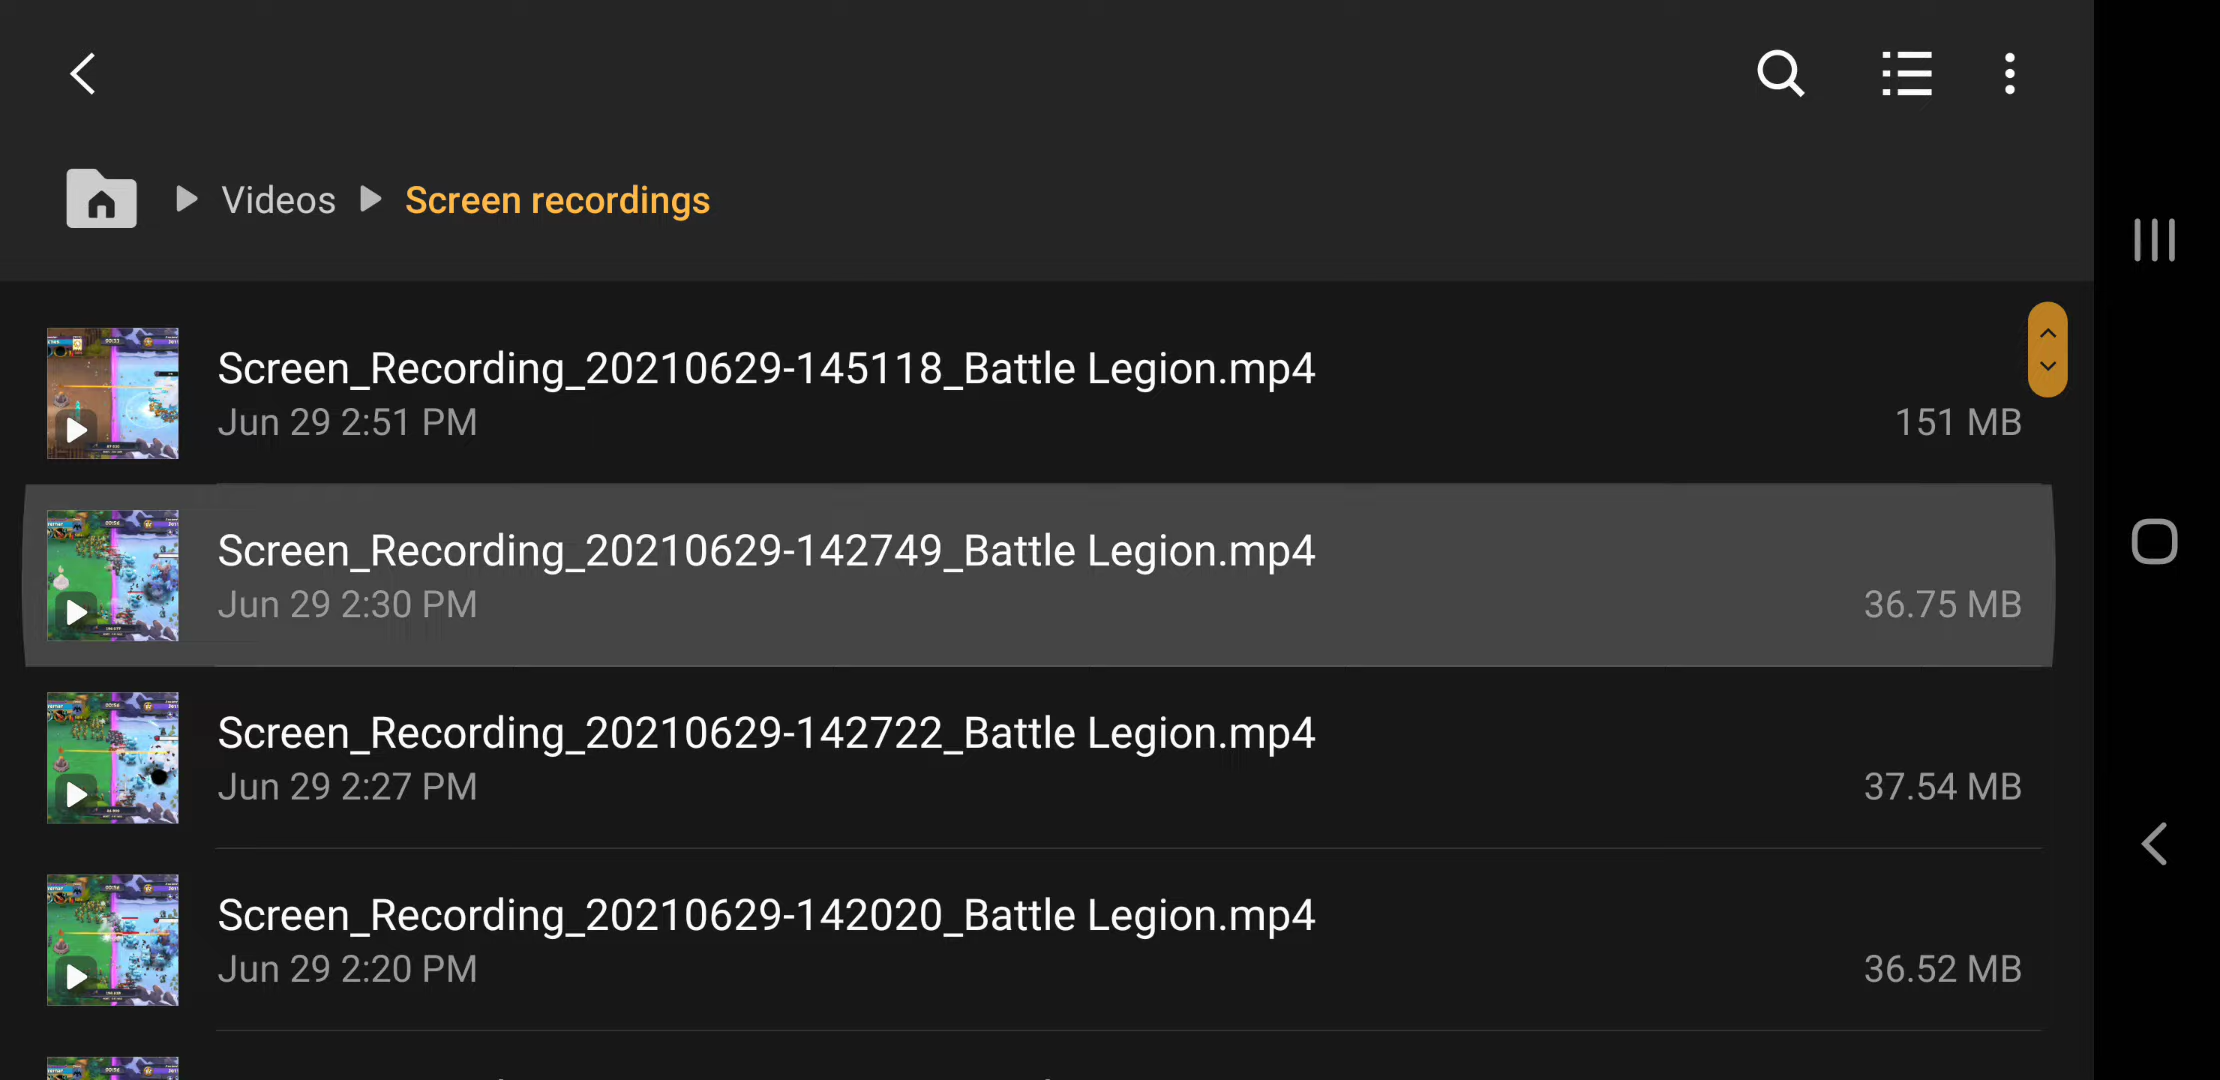 Videos
Screen recordings
Screen_Recording_20210629-145118_Battle Legion.mp4
Jun 29 2:51 PM
151 MB
Screen_Recording_20210629-142749_Battle Legion.mp4
Jun 29 2:30 PM
36.75 MB
Screen_Recording_20210629-142722_Battle Legion.mp4
Jun 29 2:27 PM
37.54 MB
Screen_Recording_20210629-142020_Battle Legion.mp4
Jun 29 2:20 PM
36.52 MB